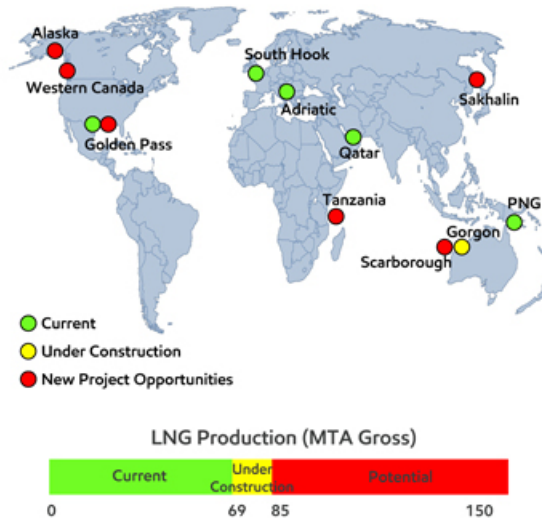 Alaska
South Hook
Western Canada
Adriatic
Sakhalin
Golden Pass
Qatar
Tanzania
PNG
Gorgon
Scarborough
Current
Under Construction
New Project Opportunities
LNG Production (MTA Gross)
Current
Under
Construction
Potential
0 69 85 150